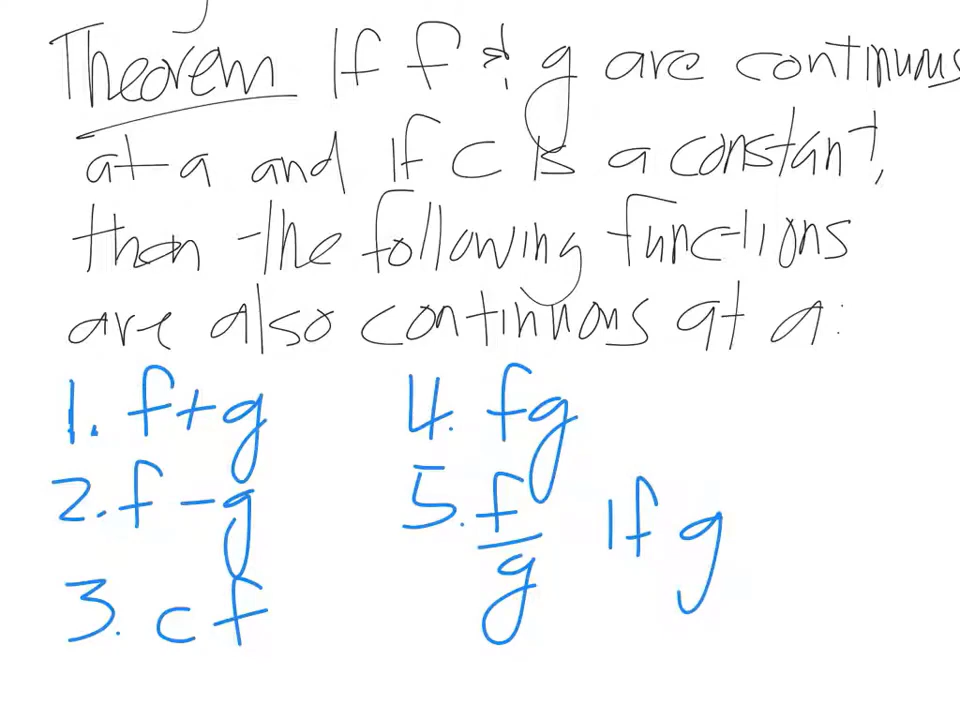 Theorem If f & g are continuous
at a and if c is a constant,
then the following functions
are also continuous at a:
1. f+g
2. f-g
3. cf
4. fg
5. f/g if g